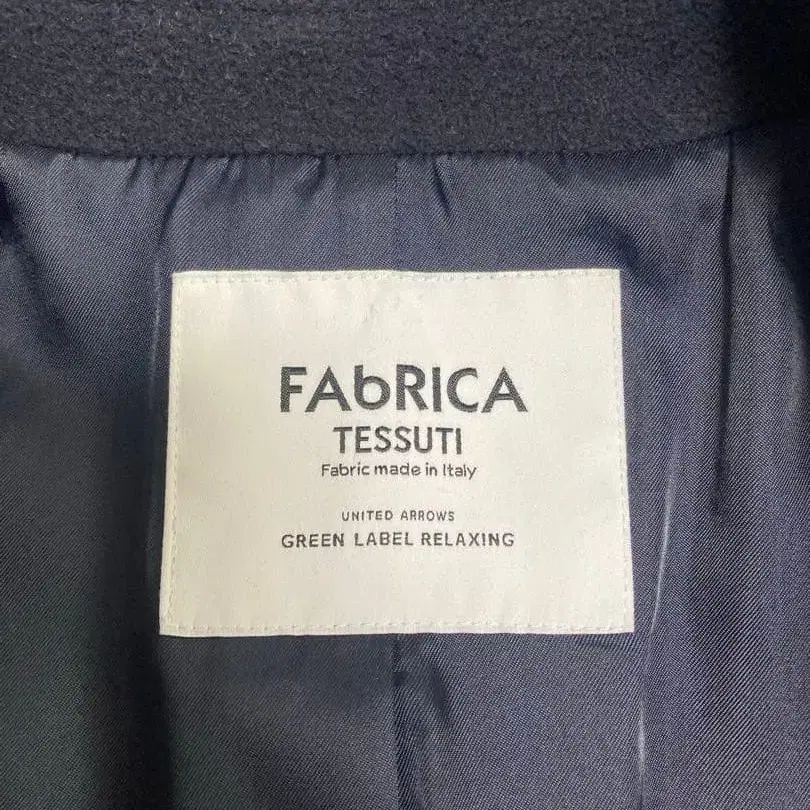 FAbRICA
TESSUTI
Fabric made in Italy
UNITED ARROWS
GREEN LABEL RELAXING